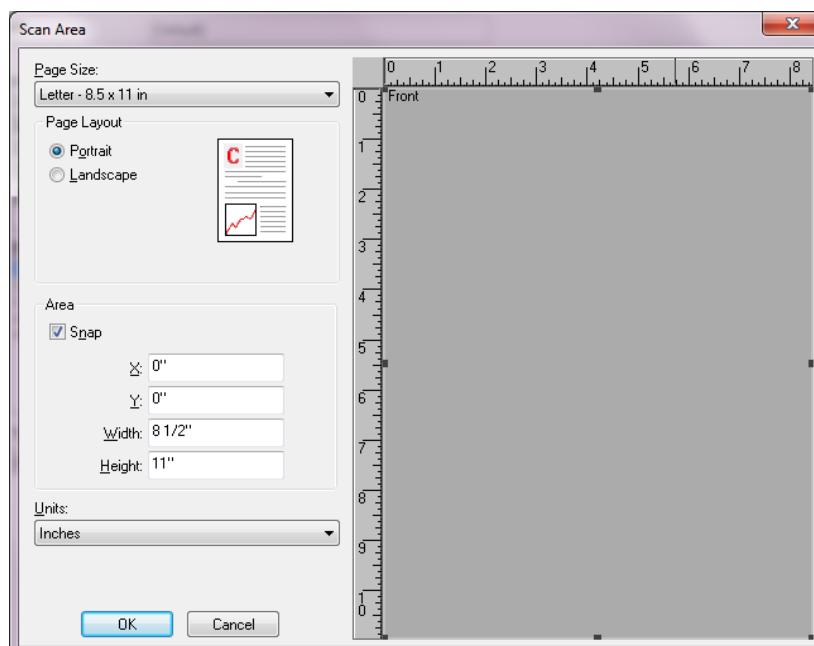 Scan Area
Page Size:
Letter - 8.5 x 11 in
Page Layout
Portrait
Landscape
C
Area
Snap
X: 0"
Y: 0"
Width: 8 1/2"
Height: 11"
Units:
Inches
OK Cancel
0 1 2 3 4 5 6 7 8
Front
0
1
2
3
4
5
6
7
8
9
10